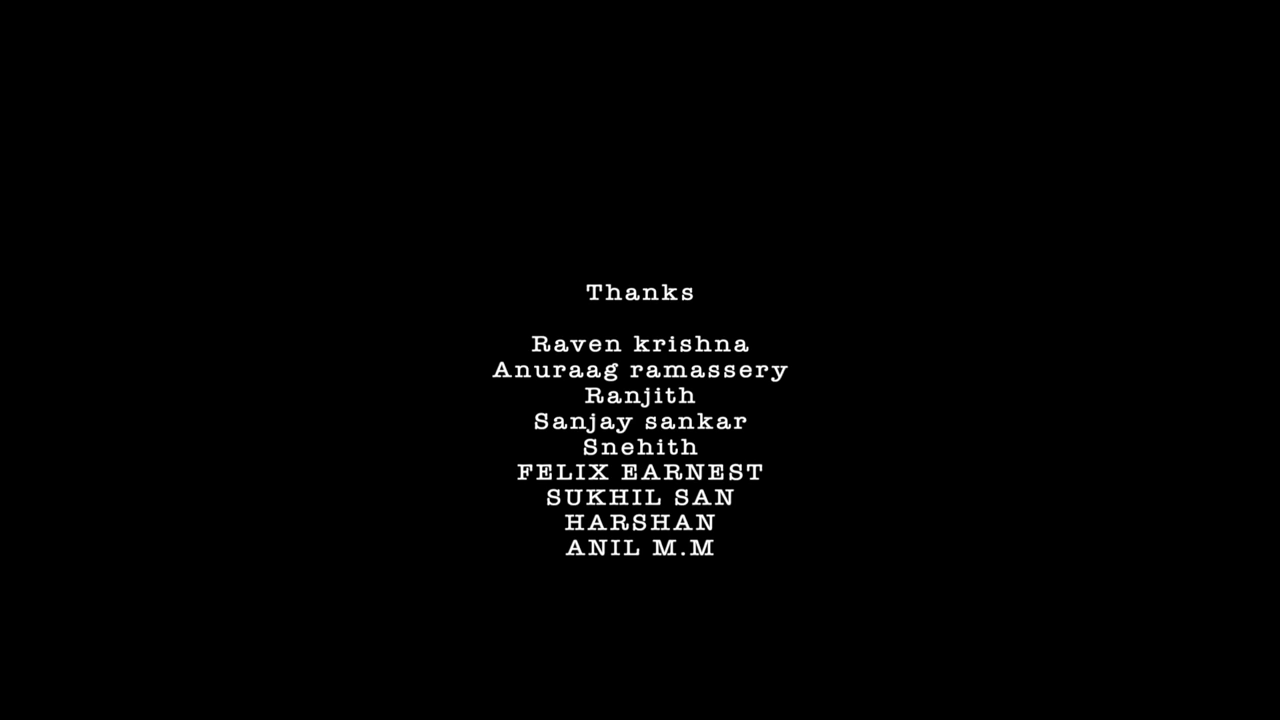 Thanks
Raven krishna
Anuraag ramassery
Ranjith
Sanjay sankar
Snehith
FELIX EARNEST
SUKHIL SAN
HARSHAN
ANIL M.M